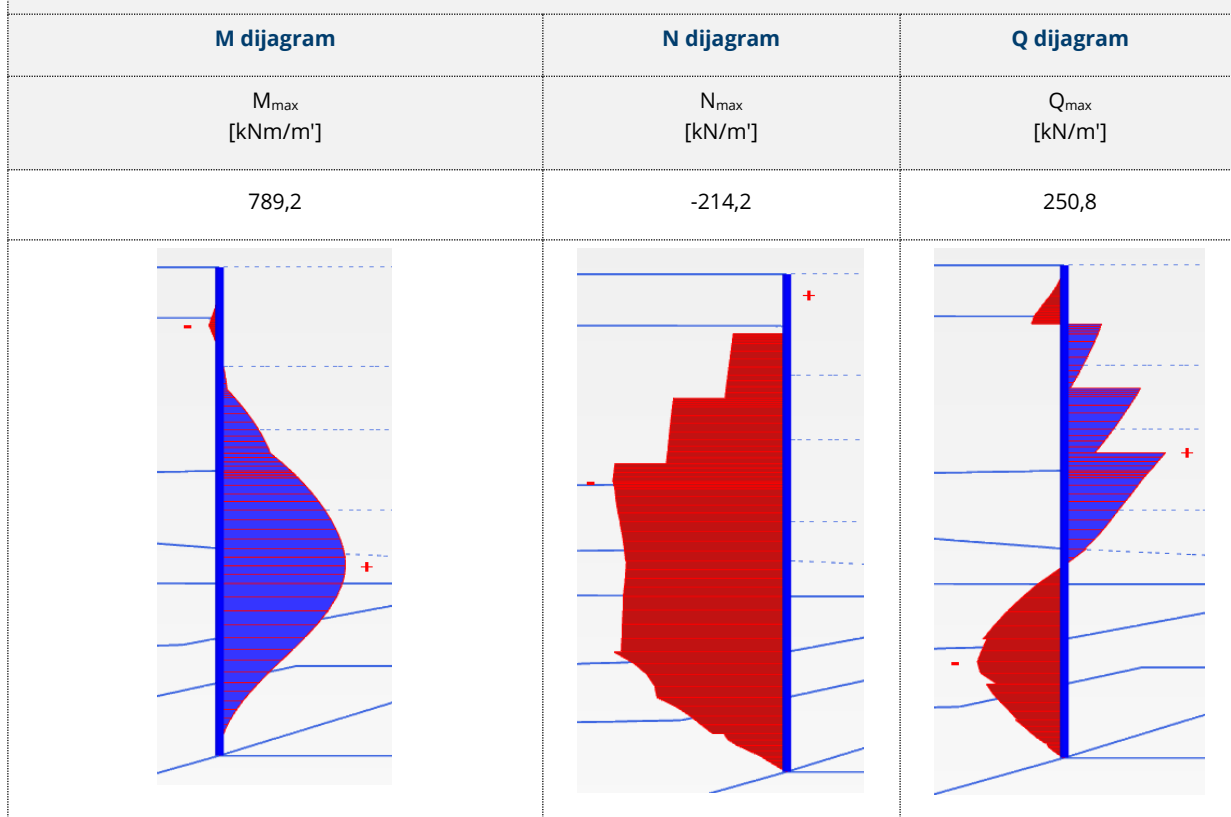 M dijagram
N dijagram
Q dijagram
Mmax
[kNm/m']
Nmax
[kN/m']
Qmax
[kN/m']
789,2
-214,2
250,8
-
+
+
-
+
-